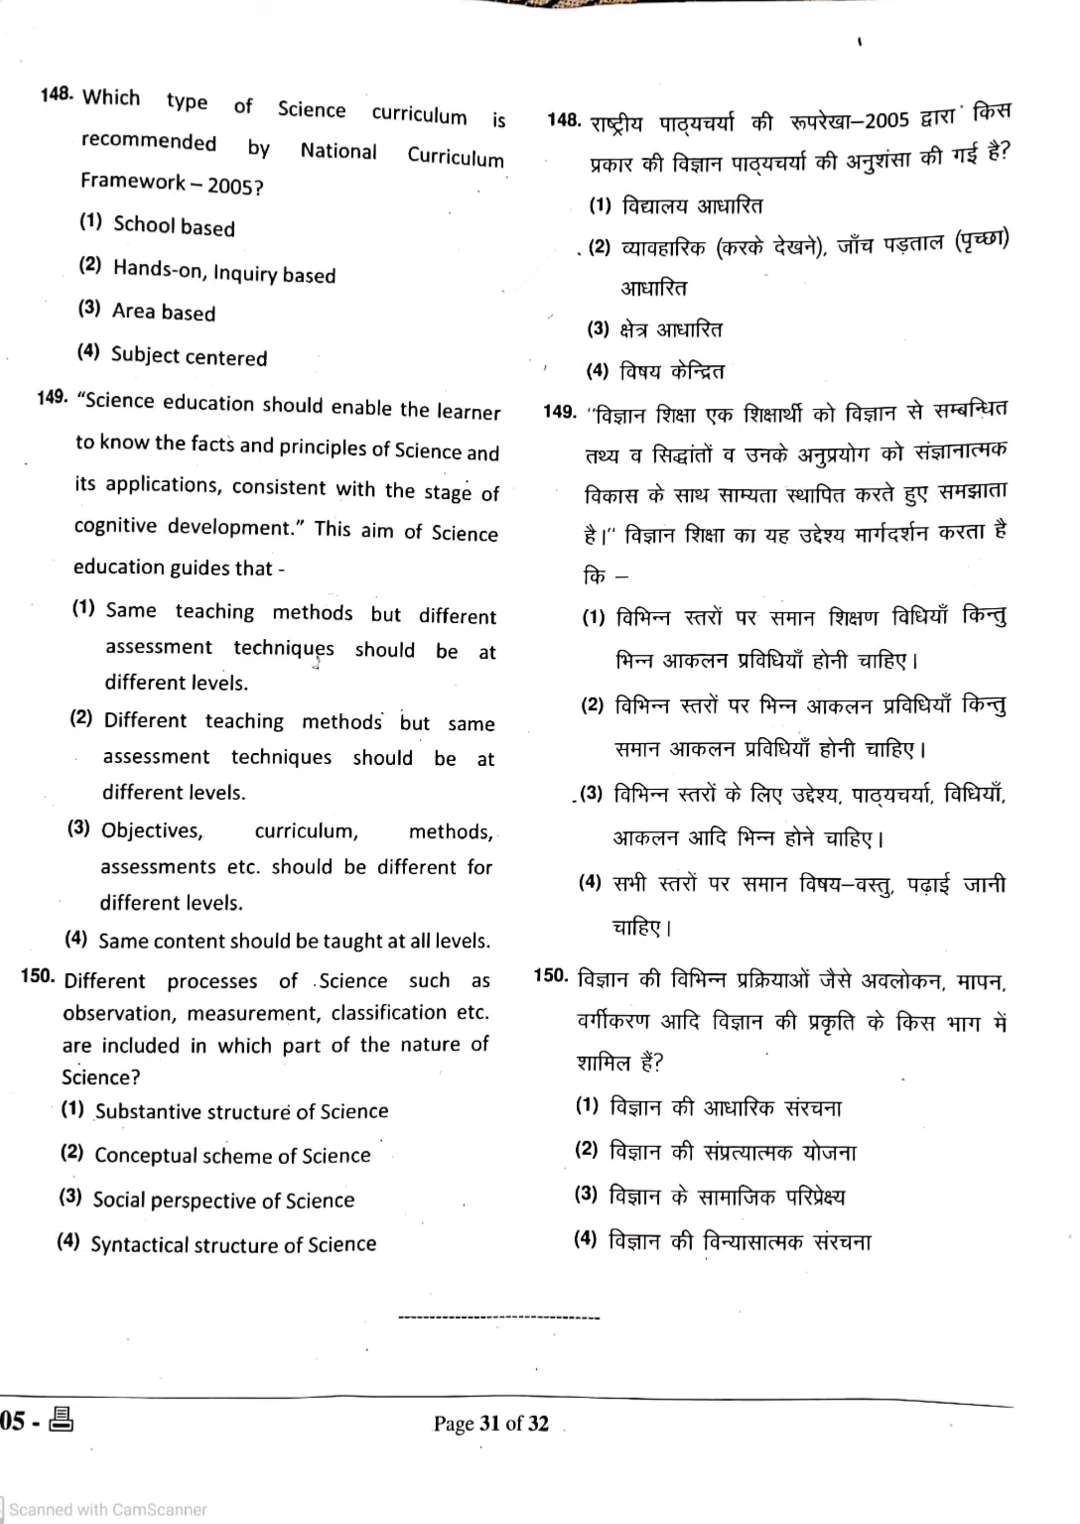 148. Which type of Science curriculum is
recommended by National Curriculum
Framework – 2005?
(1) School based
(2) Hands-on, Inquiry based
(3) Area based
(4) Subject centered
149. “Science education should enable the learner
to know the facts and principles of Science and
its applications, consistent with the stage of
cognitive development.” This aim of Science
education guides that -
(1) Same teaching methods but different
assessment techniques should be at
different levels.
(2) Different teaching methods but same
assessment techniques should be at
different levels.
(3) Objectives, curriculum, methods,
assessments etc. should be different for
different levels.
(4) Same content should be taught at all levels.
150. Different processes of Science such as
observation, measurement, classification etc.
are included in which part of the nature of
Science?
(1) Substantive structure of Science
(2) Conceptual scheme of Science
(3) Social perspective of Science
(4) Syntactical structure of Science
148. राष्ट्रीय पाठ्यचर्या की रूपरेखा–2005 द्वारा किस
प्रकार की विज्ञान पाठ्यचर्या की अनुशंसा की गई है?
(1) विद्यालय आधारित
(2) व्यावहारिक (करके देखने), जाँच पड़ताल (पृच्छा)
आधारित
(3) क्षेत्र आधारित
(4) विषय केन्द्रित
149. “विज्ञान शिक्षा एक शिक्षार्थी को विज्ञान से सम्बन्धित
तथ्य व सिद्धांतों व उनके अनुप्रयोग को संज्ञानात्मक
विकास के साथ साम्यता स्थापित करते हुए समझाता
है।” विज्ञान शिक्षा का यह उद्देश्य मार्गदर्शन करता है
कि –
(1) विभिन्न स्तरों पर समान शिक्षण विधियाँ किन्तु
भिन्न आकलन प्रविधियाँ होनी चाहिए।
(2) विभिन्न स्तरों पर भिन्न आकलन प्रविधियाँ किन्तु
समान आकलन प्रविधियाँ होनी चाहिए।
(3) विभिन्न स्तरों के लिए उद्देश्य, पाठ्यचर्या, विधियाँ,
आकलन आदि भिन्न होने चाहिए।
(4) सभी स्तरों पर समान विषय–वस्तु, पढ़ाई जानी
चाहिए।
150. विज्ञान की विभिन्न प्रक्रियाओं जैसे अवलोकन, मापन,
वर्गीकरण आदि विज्ञान की प्रकृति के किस भाग में
शामिल हैं?
(1) विज्ञान की आधारिक संरचना
(2) विज्ञान की संप्रत्यात्मक योजना
(3) विज्ञान के सामाजिक परिप्रेक्ष्य
(4) विज्ञान की विन्यासात्मक संरचना
05 -
Page 31 of 32
Scanned with CamScanner